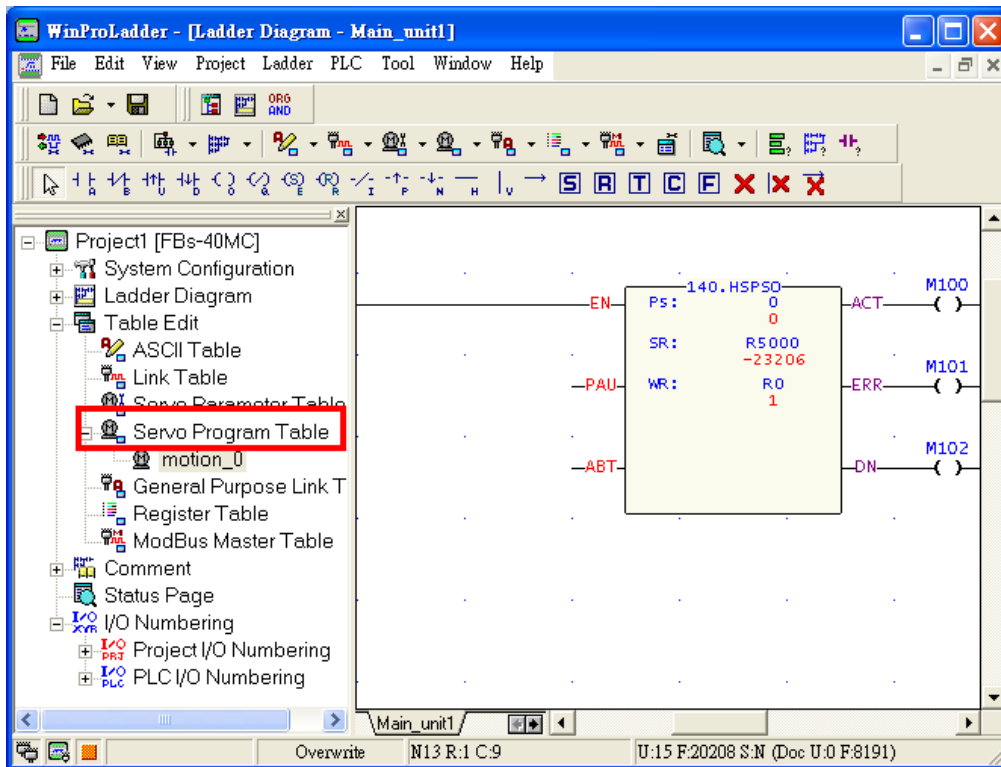 WinProLadder - [Ladder Diagram - Main_unit1]
File Edit View Project Ladder PLC Tool Window Help
ORG
AND
A B U D O Q S E R R I P N H V S R T C F
Project1 [FBs-40MC]
System Configuration
Ladder Diagram
Table Edit
ASCII Table
Link Table
Servo Parameter Table
Servo Program Table
motion_0
General Purpose Link T
Register Table
ModBus Master Table
Comment
Status Page
I/O Numbering
Project I/O Numbering
PLC I/O Numbering
140.HSPSO
EN
Ps: 0
0
ACT
M100
( )
SR: R5000
-23206
PAU
WR: R0
1
ERR
M101
( )
ABT
DN
M102
( )
Main_unit1
Overwrite N13 R:1 C:9 U:15 F:20208 S:N (Doc U:0 F:8191)